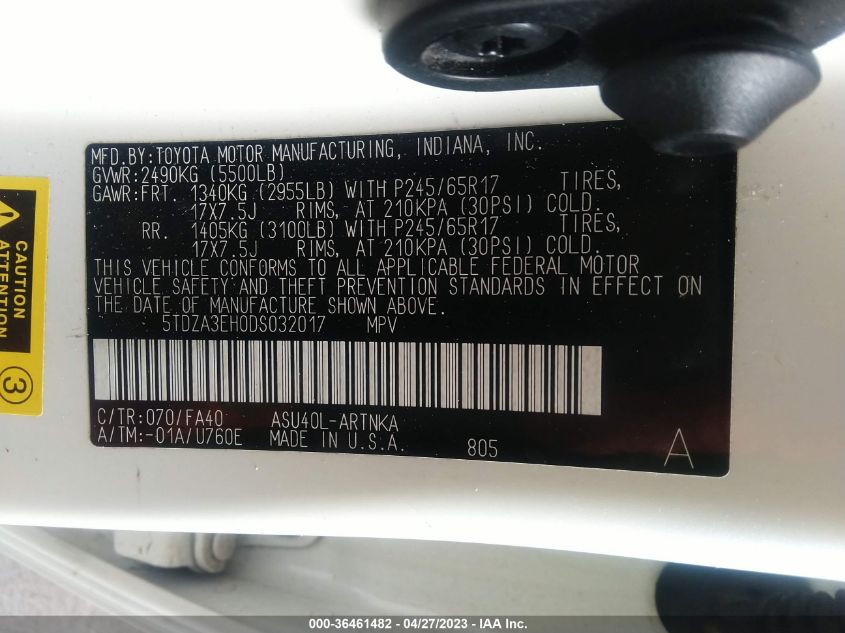 MFD.BY:TOYOTA MOTOR MANUFACTURING, INDIANA, INC.
GVWR:2490KG (5500LB)
GAWR:FRT. 1340KG (2955LB) WITH P245/65R17 TIRES,
17X7.5J RIMS, AT 210KPA (30PSI) COLD.
RR. 1405KG (3100LB) WITH P245/65R17 TIRES,
17X7.5J RIMS, AT 210KPA (30PSI) COLD.
THIS VEHICLE CONFORMS TO ALL APPLICABLE FEDERAL MOTOR
VEHICLE SAFETY AND THEFT PREVENTION STANDARDS IN EFFECT ON
THE DATE OF MANUFACTURE SHOWN ABOVE.
5TDZA3EH0DS032017 MPV
C/TR:070/FA40 ASU40L-ARTNKA
A/TM:-01A/U760E MADE IN U.S.A. 805
A
CAUTION
ATTENTION
3
000-36461482 - 04/27/2023 - IAA Inc.